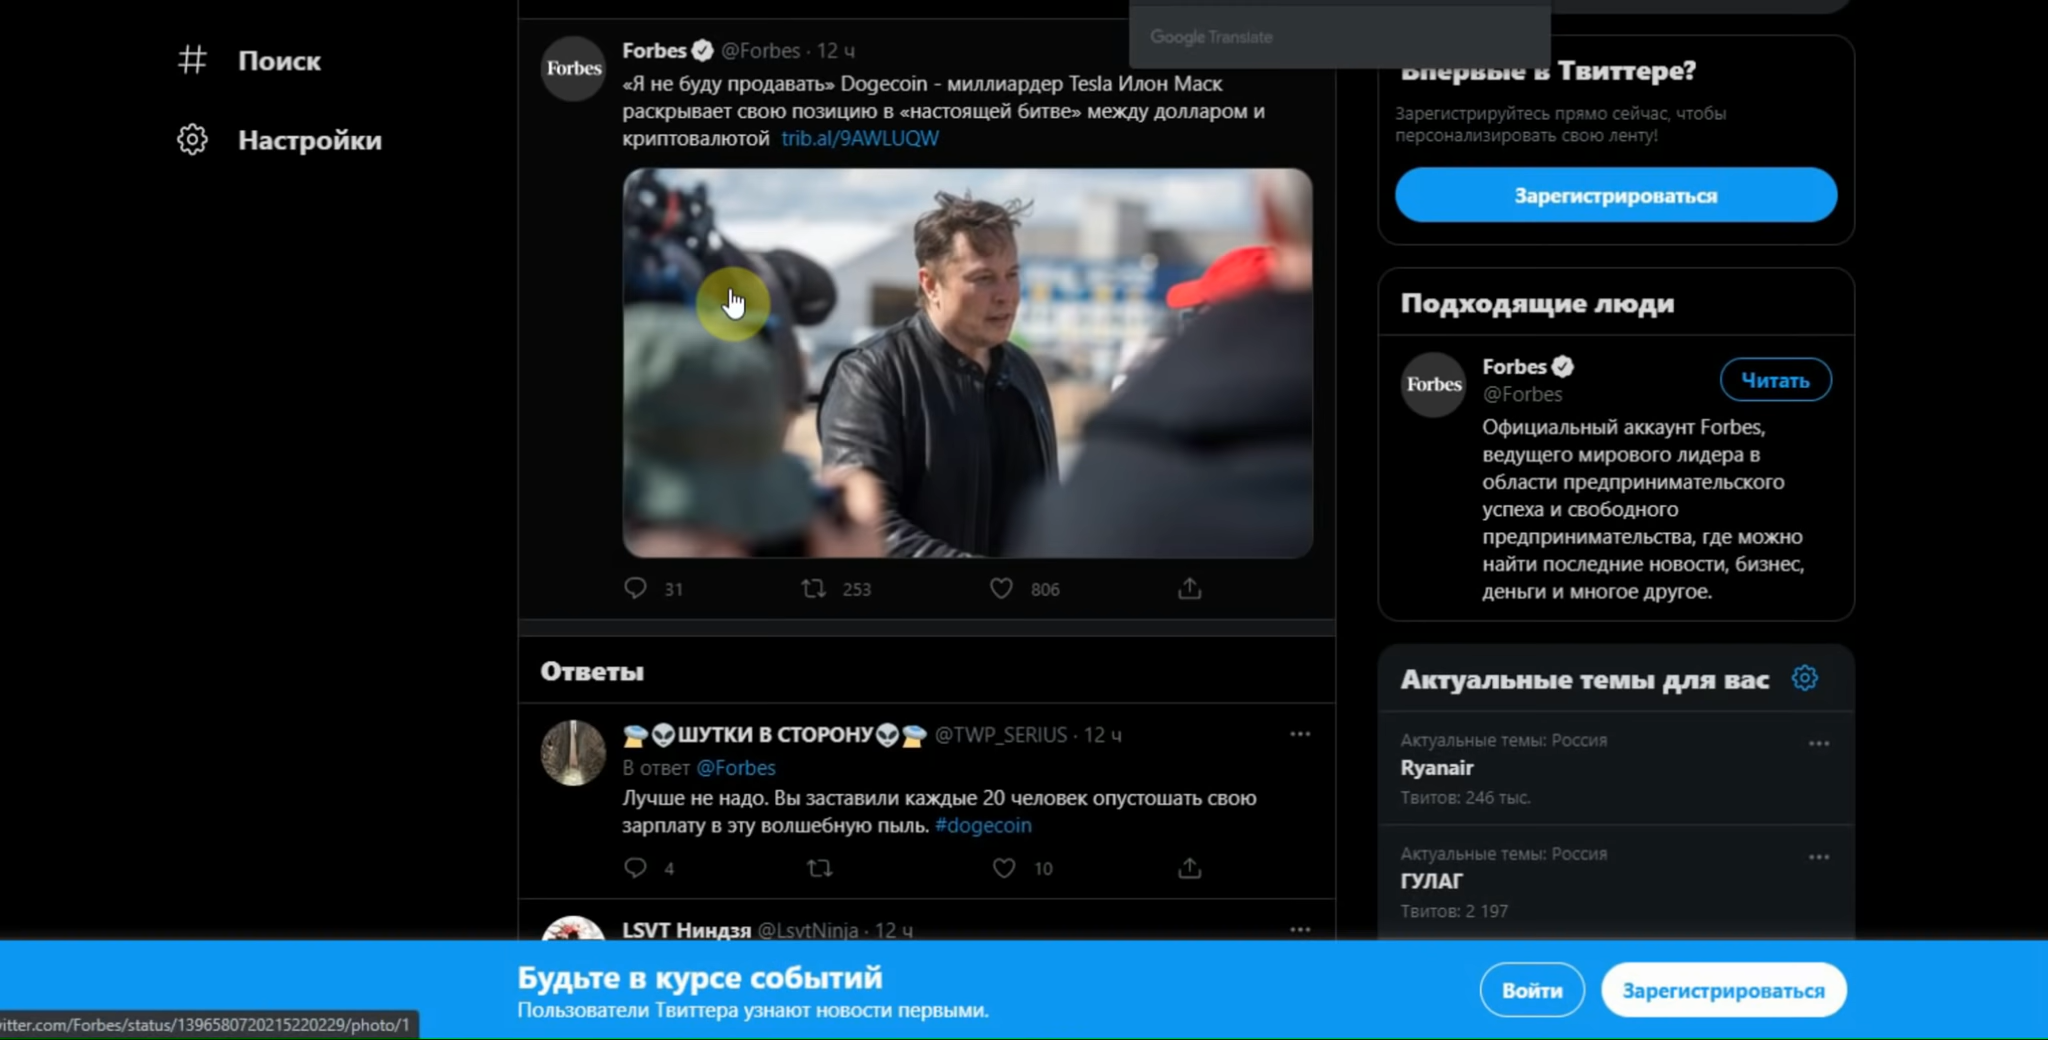 Поиск
Настройки
Forbes
Forbes @Forbes · 12 ч
«Я не буду продавать» Dogecoin - миллиардер Tesla Илон Маск
раскрывает свою позицию в «настоящей битве» между долларом и
криптовалютой trib.al/9AWLUQW
31 253 806
Ответы
🛸👽ШУТКИ В СТОРОНУ👽🛸 @TWP_SERIUS · 12 ч
В ответ @Forbes
Лучше не надо. Вы заставили каждые 20 человек опустошать свою
зарплату в эту волшебную пыль. #dogecoin
4 10
LSVT Ниндзя @LsvtNinja · 12 ч
Google Translate
Впервые в Твиттере?
Зарегистрируйтесь прямо сейчас, чтобы
персонализировать свою ленту!
Зарегистрироваться
Подходящие люди
Forbes
Forbes
@Forbes
Читать
Официальный аккаунт Forbes,
ведущего мирового лидера в
области предпринимательского
успеха и свободного
предпринимательства, где можно
найти последние новости, бизнес,
деньги и многое другое.
Актуальные темы для вас
Актуальные темы: Россия
Ryanair
Твитов: 246 тыс.
Актуальные темы: Россия
ГУЛАГ
Твитов: 2 197
Будьте в курсе событий
Пользователи Твиттера узнают новости первыми.
Войти
Зарегистрироваться
itter.com/Forbes/status/1396580720215220229/photo/1